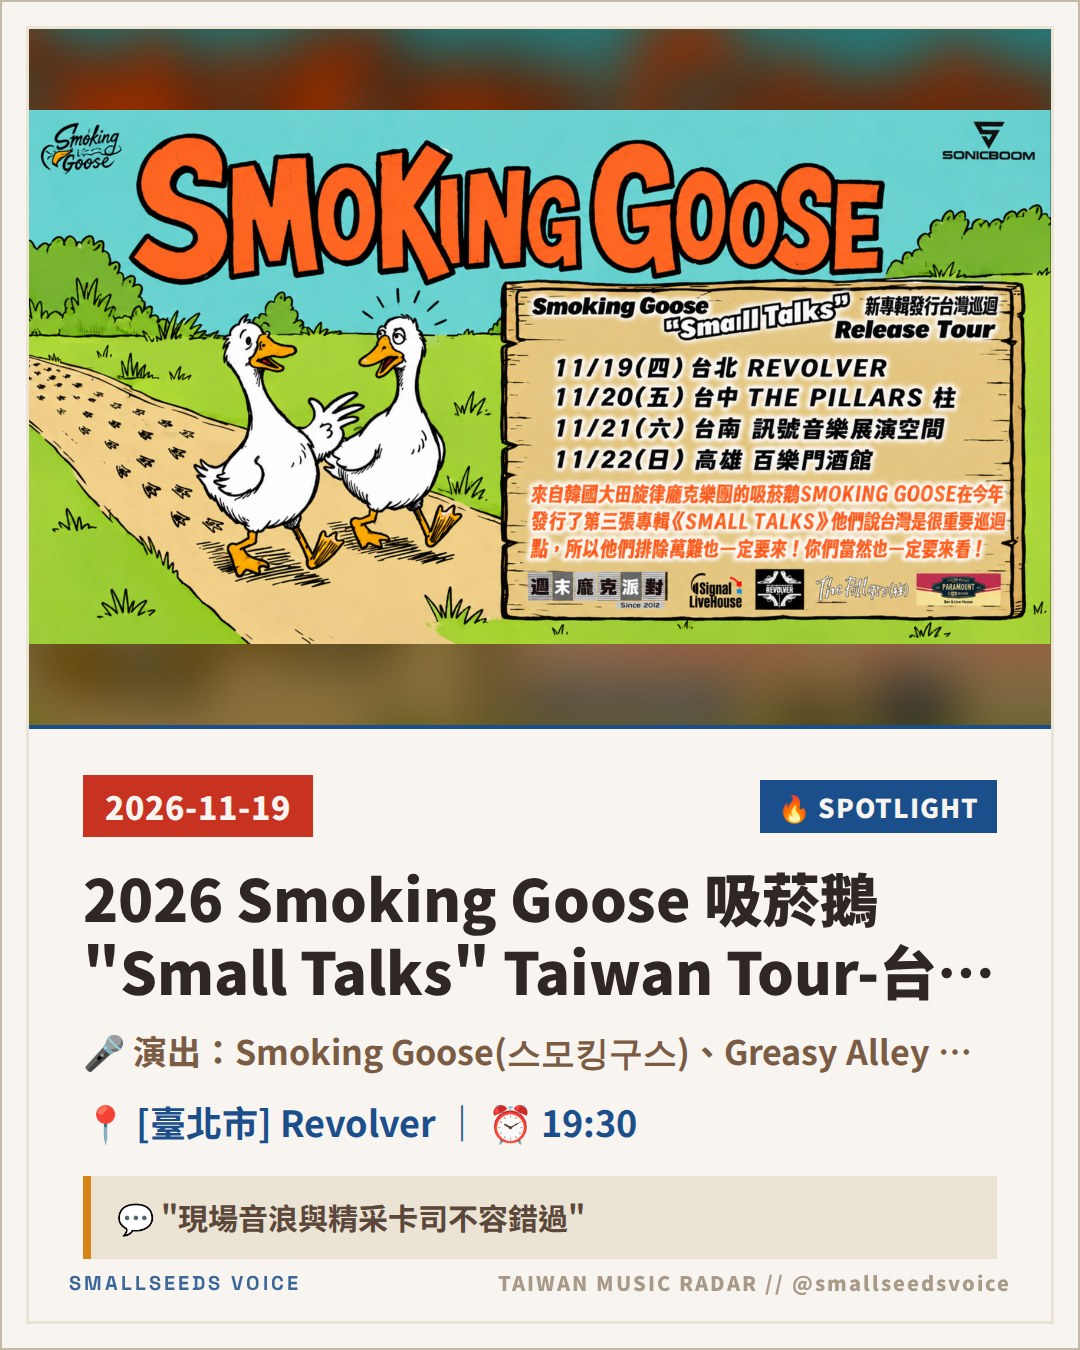 Smoking Goose
SONICBOOM
SMOKING GOOSE
Smoking Goose "Small Talks" 新專輯發行台灣巡迴 Release Tour
11/19(四) 台北 REVOLVER
11/20(五) 台中 THE PILLARS 柱
11/21(六) 台南 訊號音樂展演空間
11/22(日) 高雄 百樂門酒館
來自韓國大田旋律龐克樂團的吸菸鵝SMOKING GOOSE在今年
發行了第三張專輯《SMALL TALKS》他們說台灣是很重要巡迴
點，所以他們排除萬難也一定要來！你們當然也一定要來看！
週末龐克派對 Since 2012
Signal LiveHouse
REVOLVER
The Pillars(柱)
PARAMOUNT
Bar & Live House
2026-11-19
🔥 SPOTLIGHT
2026 Smoking Goose 吸菸鵝
"Small Talks" Taiwan Tour-台…
🎤 演出：Smoking Goose(스모킹구스)、Greasy Alley …
📍 [臺北市] Revolver ｜ ⏰ 19:30
💬 "現場音浪與精采卡司不容錯過"
SMALLSEEDS VOICE
TAIWAN MUSIC RADAR // @smallseedsvoice